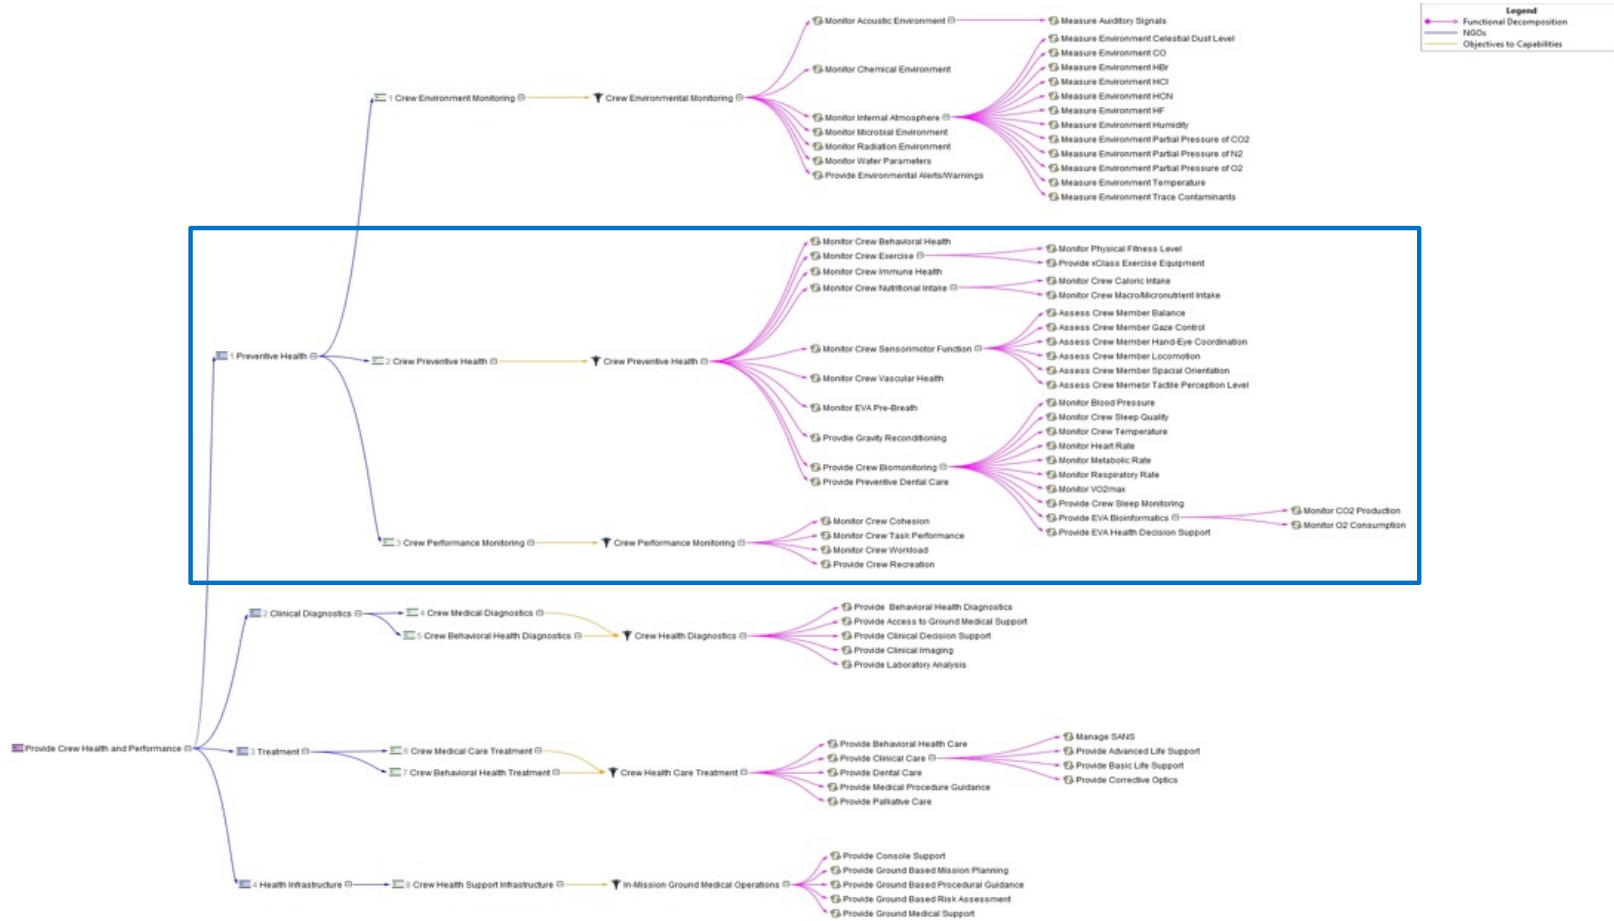 Legend
Functional Decomposition
NGOs
Objectives to Capabilities
Provide Crew Health and Performance
1 Preventive Health
1 Crew Environment Monitoring
Crew Environmental Monitoring
Monitor Acoustic Environment
Measure Auiditory Signals
Monitor Chemical Environment
Monitor Internal Atmosphere
Measure Environment Celestial Dust Level
Measure Environment CO
Measure Environment HBr
Measure Environment HCl
Measure Environment HCN
Measure Environment HF
Measure Environment Humidity
Measure Environment Partial Pressure of CO2
Measure Environment Partial Pressure of N2
Measure Environment Partial Pressure of O2
Measure Environment Temperature
Measure Environment Trace Contaminants
Monitor Microbial Environment
Monitor Radiation Environment
Monitor Water Parameters
Provide Environmental Alerts/Warnings
2 Crew Preventive Health
Crew Preventive Health
Monitor Crew Behavioral Health
Monitor Crew Exercise
Monitor Physical Fitness Level
Provide xClass Exercise Equipment
Monitor Crew Immune Health
Monitor Crew Nutritional Intake
Monitor Crew Caloric Intake
Monitor Crew Macro/Micronutrient Intake
Monitor Crew Sensorimotor Function
Assess Crew Member Balance
Assess Crew Member Gaze Control
Assess Crew Member Hand-Eye Coordination
Assess Crew Member Locomotion
Assess Crew Member Spacial Orientation
Assess Crew Memebr Tactile Perception Level
Monitor Crew Vascular Health
Monitor EVA Pre-Breath
Provdie Gravity Reconditioning
Provide Crew Biomonitoring
Monitor Blood Pressure
Monitor Crew Sleep Quality
Monitor Crew Temperature
Monitor Heart Rate
Monitor Metabolic Rate
Monitor Respiratory Rate
Monitor VO2max
Provide Crew Sleep Monitoring
Provide EVA Bioinformatics
Monitor CO2 Production
Monitor O2 Consumption
Provide EVA Health Decision Support
Provide Preventive Dental Care
3 Crew Performance Monitoring
Crew Performance Monitoring
Monitor Crew Cohesion
Monitor Crew Task Performance
Monitor Crew Workload
Provide Crew Recreation
2 Clinical Diagnostics
4 Crew Medical Diagnostics
5 Crew Behavioral Health Diagnostics
Crew Health Diagnostics
Provide Behavioral Health Diagnostics
Provide Access to Ground Medical Support
Provide Clinical Decision Support
Provide Clinical Imaging
Provide Laboratory Analysis
3 Treatment
6 Crew Medical Care Treatment
7 Crew Behavioral Health Treatment
Crew Health Care Treatment
Provide Behavioral Health Care
Provide Clinical Care
Manage SANS
Provide Advanced Life Support
Provide Basic Life Support
Provide Corrective Optics
Provide Dental Care
Provide Medical Procedure Guidance
Provide Palliative Care
4 Health Infrastructure
8 Crew Health Support Infrastructure
In-Mission Ground Medical Operations
Provide Console Support
Provide Ground Based Mission Planning
Provide Ground Based Procedural Guidance
Provide Ground Based Risk Assessment
Provide Ground Medical Support